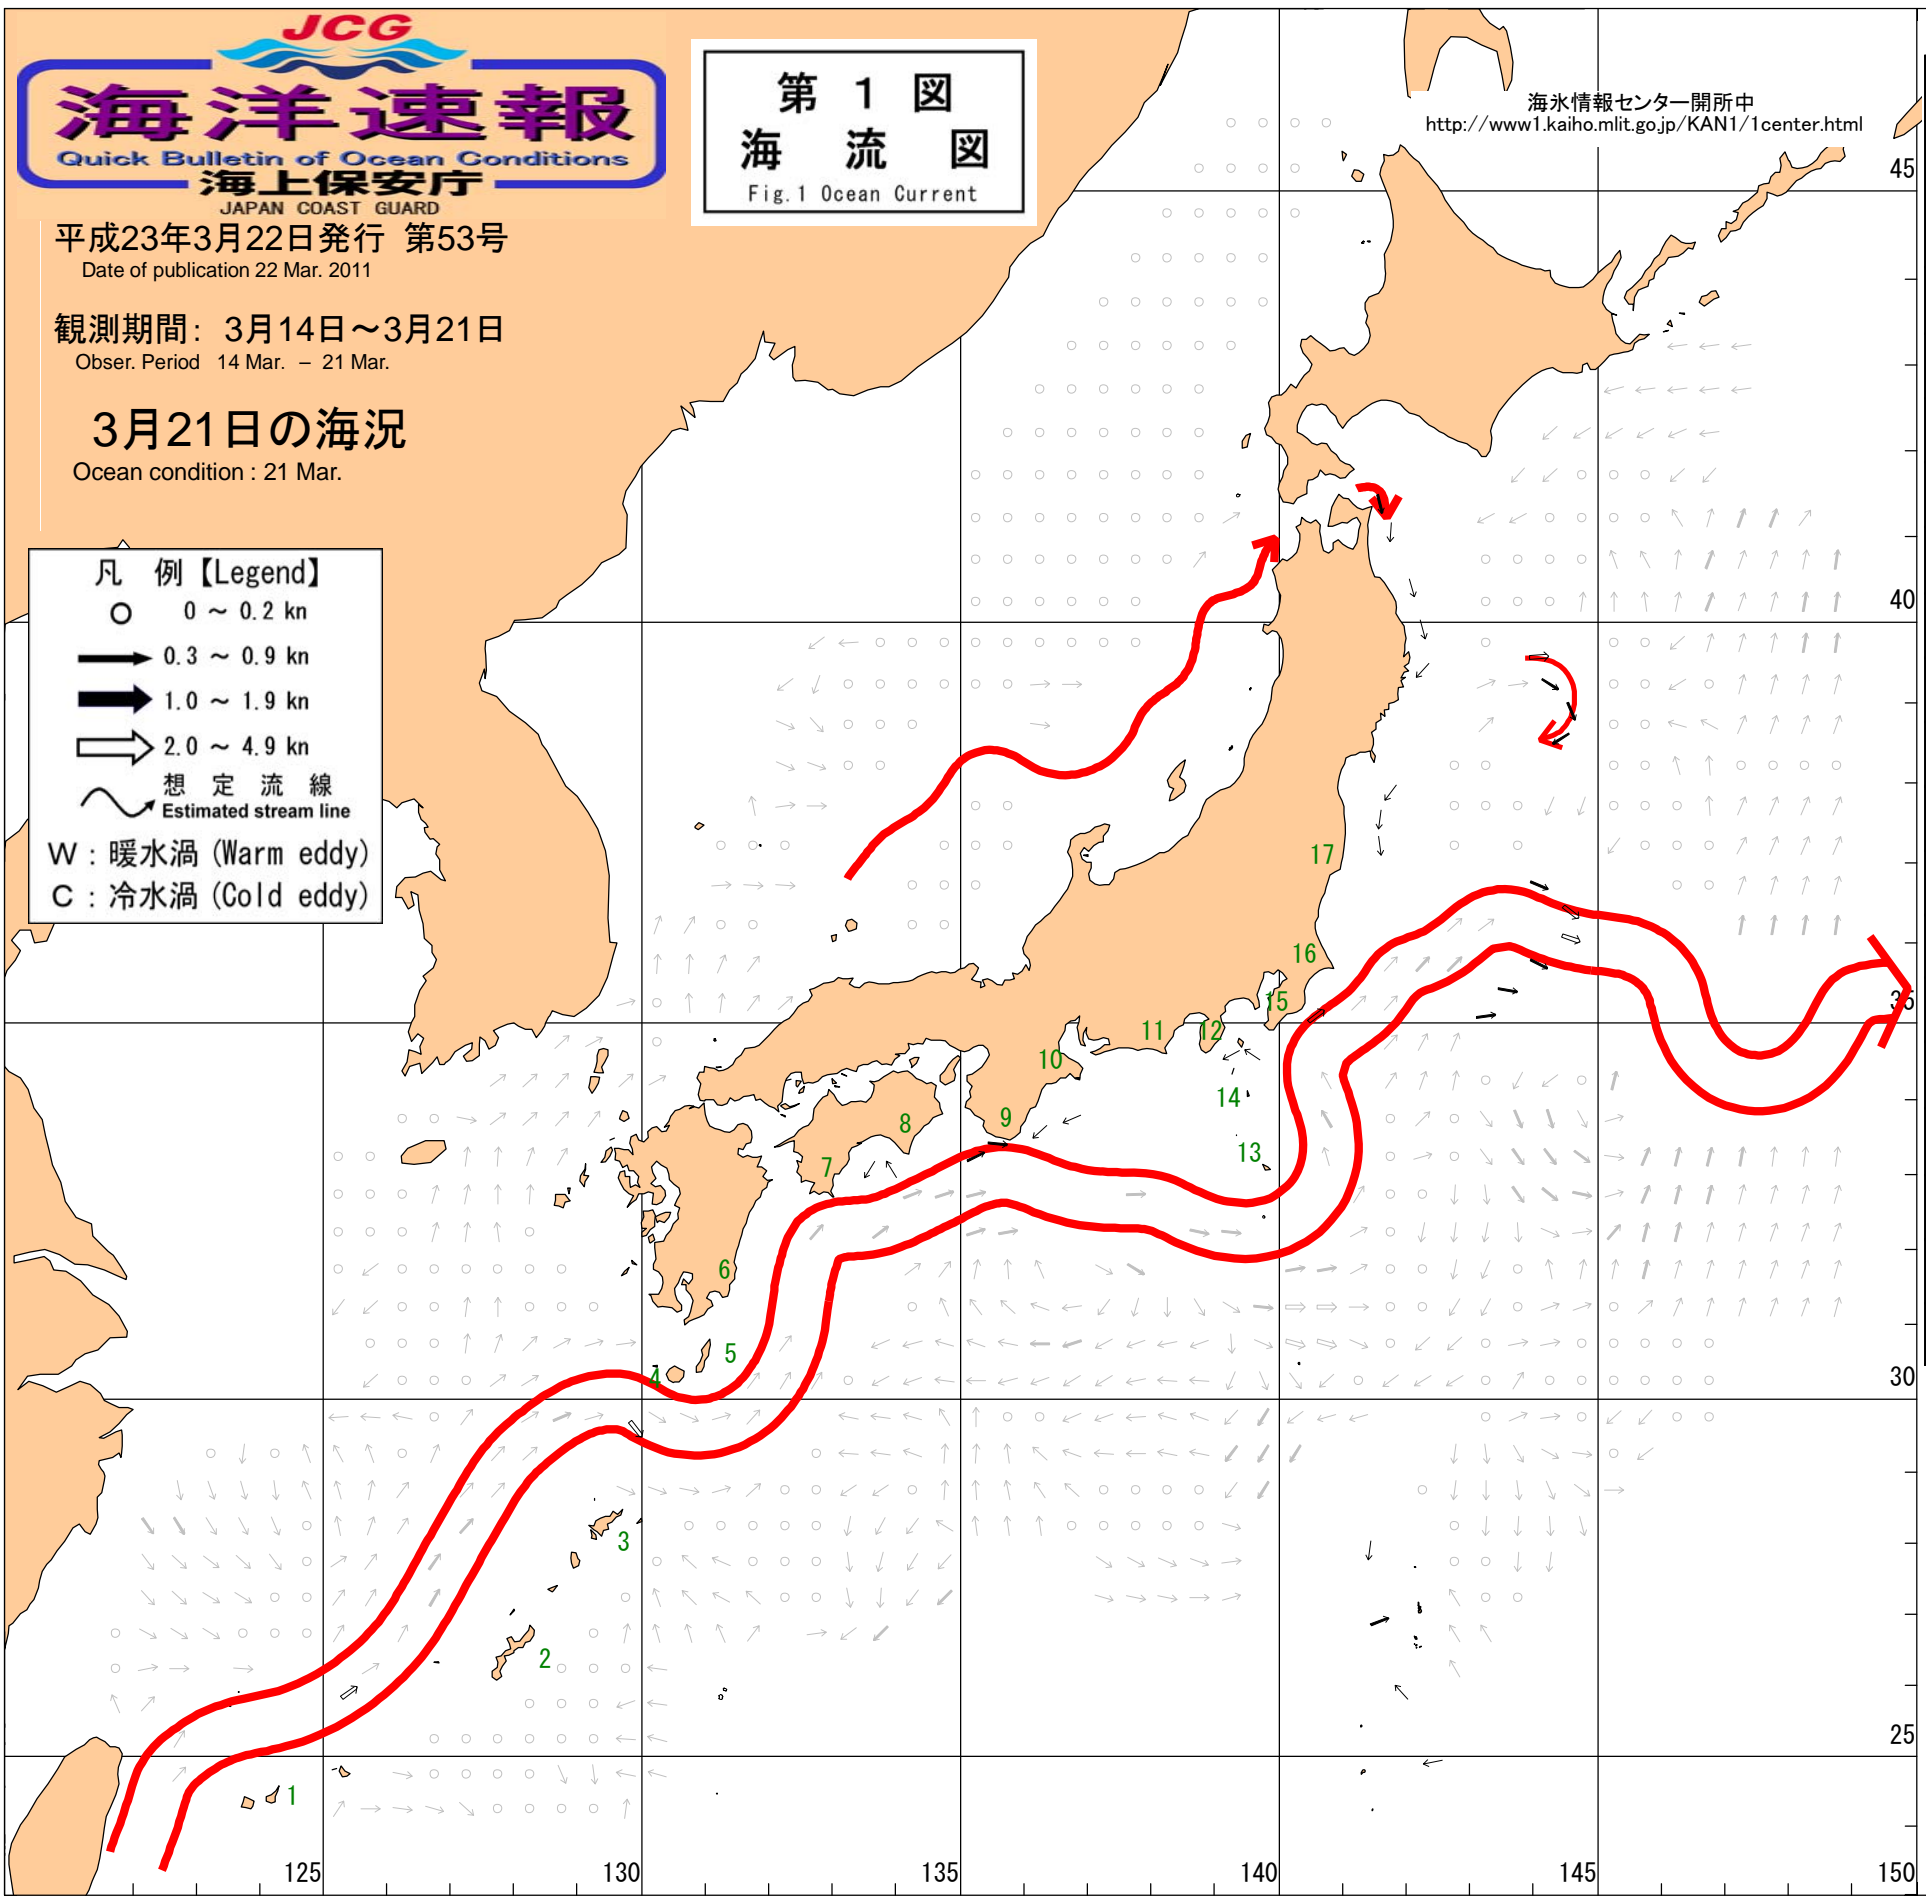 JCG
海洋速報
Quick Bulletin of Ocean Conditions
海上保安庁
JAPAN COAST GUARD
第 1 図
海 流 図
Fig.1 Ocean Current
海氷情報センター開所中
http://www1.kaiho.mlit.go.jp/KAN1/1center.html
平成23年3月22日発行 第53号
Date of publication 22 Mar. 2011
観測期間: 3月14日～3月21日
Obser. Period 14 Mar. – 21 Mar.
3月21日の海況
Ocean condition : 21 Mar.
凡 例【Legend】
0 ～ 0.2 kn
0.3 ～ 0.9 kn
1.0 ～ 1.9 kn
2.0 ～ 4.9 kn
想 定 流 線
Estimated stream line
W : 暖水渦 (Warm eddy)
C : 冷水渦 (Cold eddy)
45
40
17
16
35
15
12
11
10
14
9
8
13
7
6
5
4
30
3
2
25
1
125
130
135
140
145
150